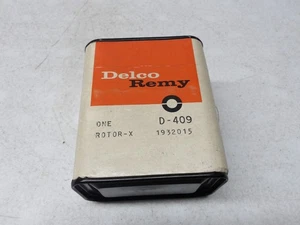 Delco
Remy
ONE D-409
ROTOR-X 1932015